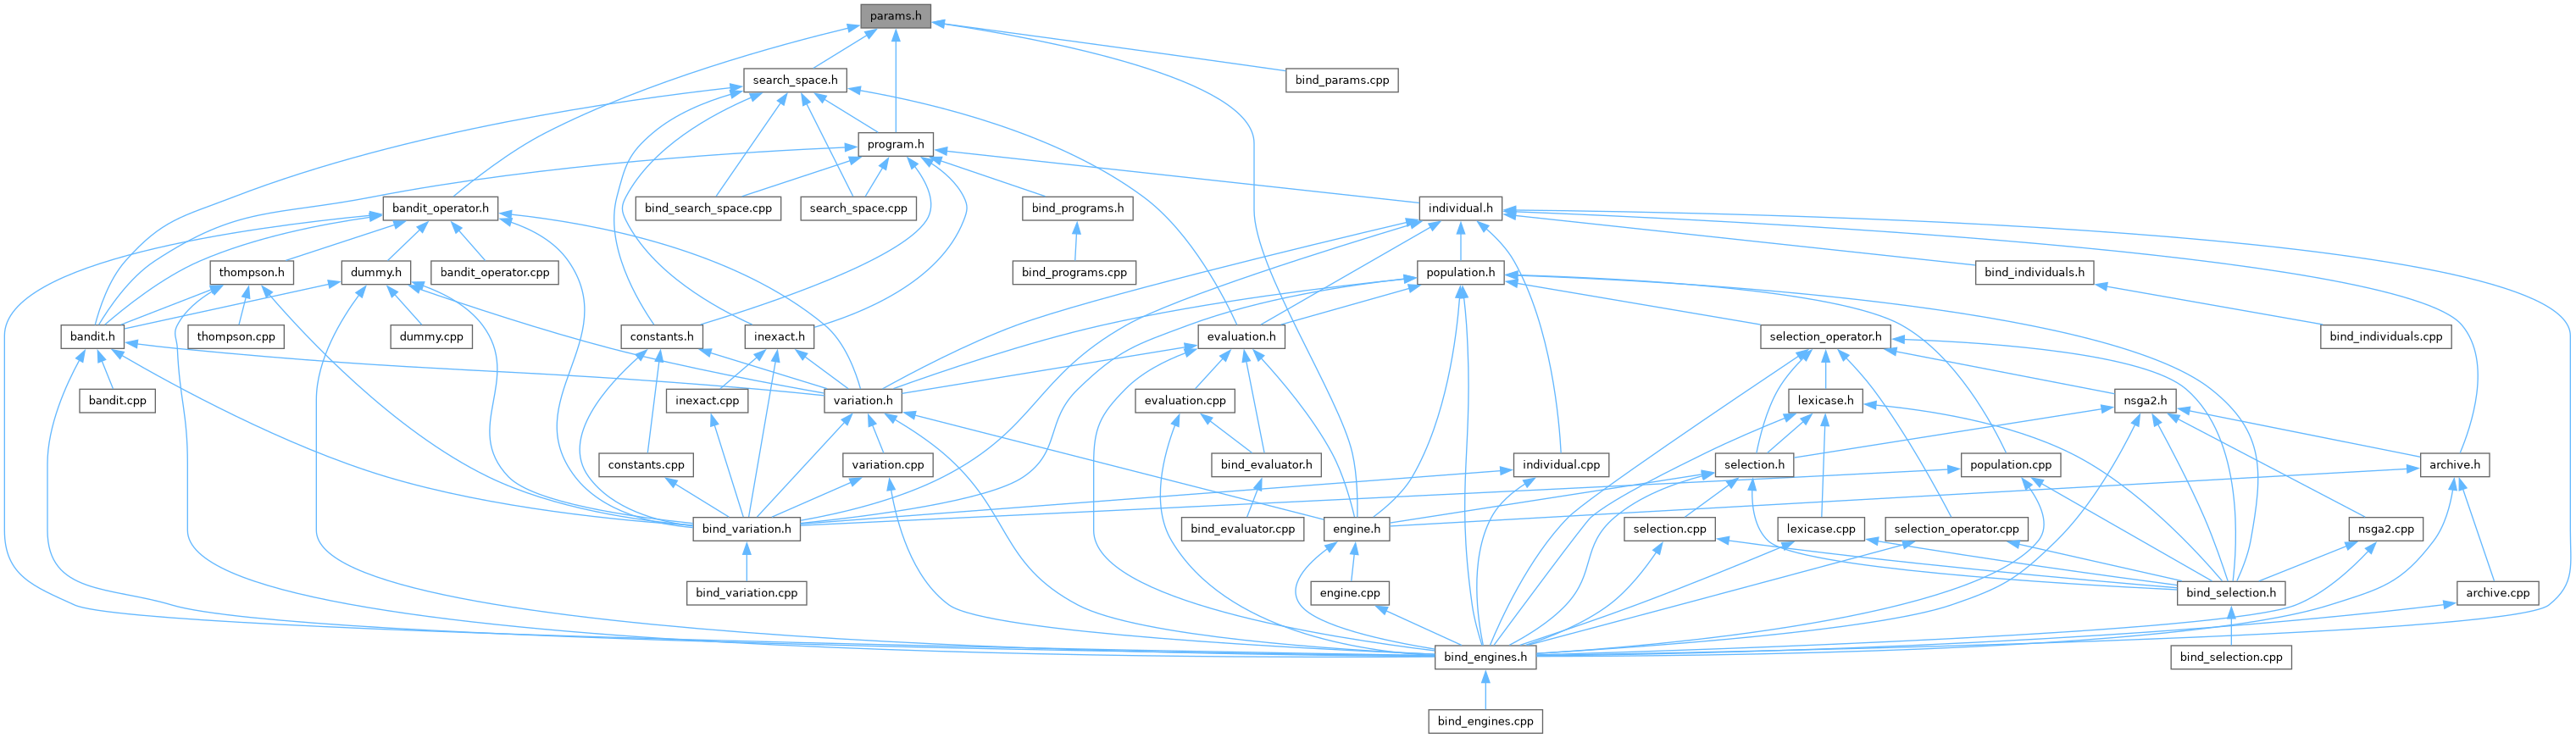 params.h
search_space.h
bind_params.cpp
program.h
bandit_operator.h
bind_search_space.cpp
search_space.cpp
bind_programs.h
individual.h
thompson.h
dummy.h
bandit_operator.cpp
bind_programs.cpp
population.h
bind_individuals.h
bandit.h
thompson.cpp
dummy.cpp
constants.h
inexact.h
evaluation.h
selection_operator.h
bind_individuals.cpp
bandit.cpp
inexact.cpp
variation.h
evaluation.cpp
lexicase.h
nsga2.h
constants.cpp
variation.cpp
bind_evaluator.h
individual.cpp
selection.h
population.cpp
archive.h
bind_variation.h
bind_evaluator.cpp
engine.h
selection.cpp
lexicase.cpp
selection_operator.cpp
nsga2.cpp
bind_variation.cpp
engine.cpp
bind_selection.h
archive.cpp
bind_engines.h
bind_selection.cpp
bind_engines.cpp